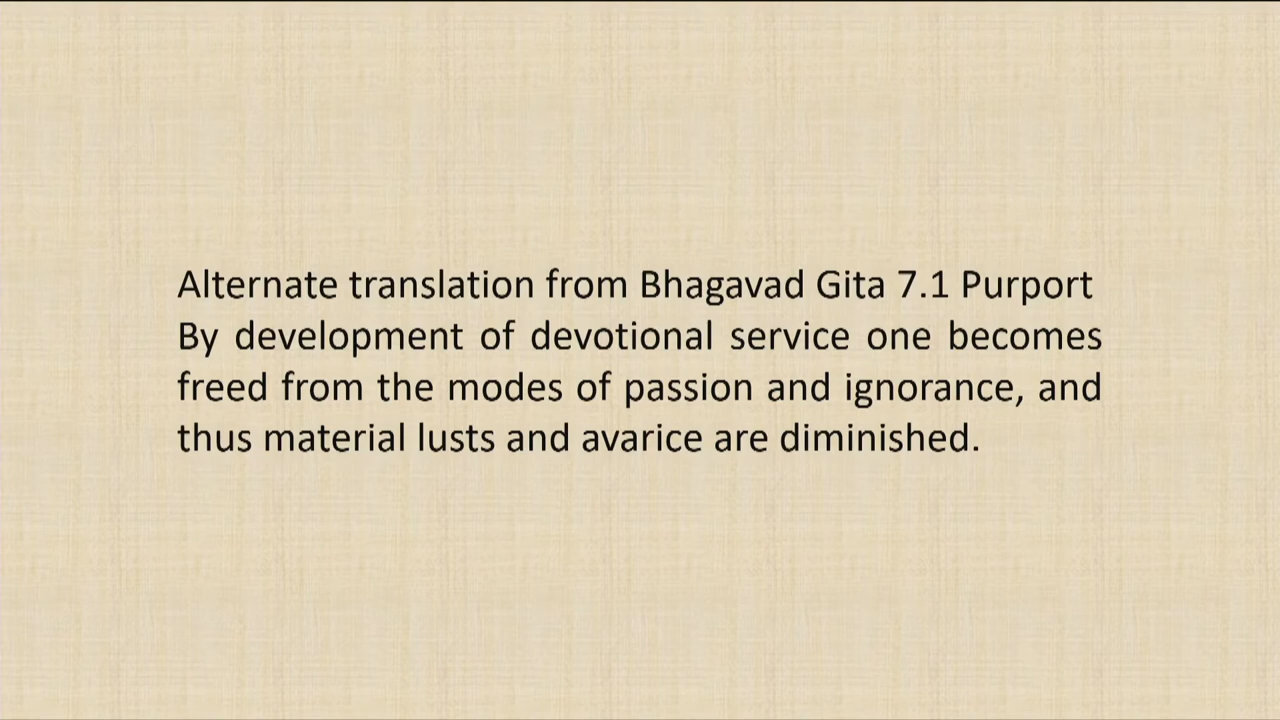 Alternate translation from Bhagavad Gita 7.1 Purport
By development of devotional service one becomes
freed from the modes of passion and ignorance, and
thus material lusts and avarice are diminished.